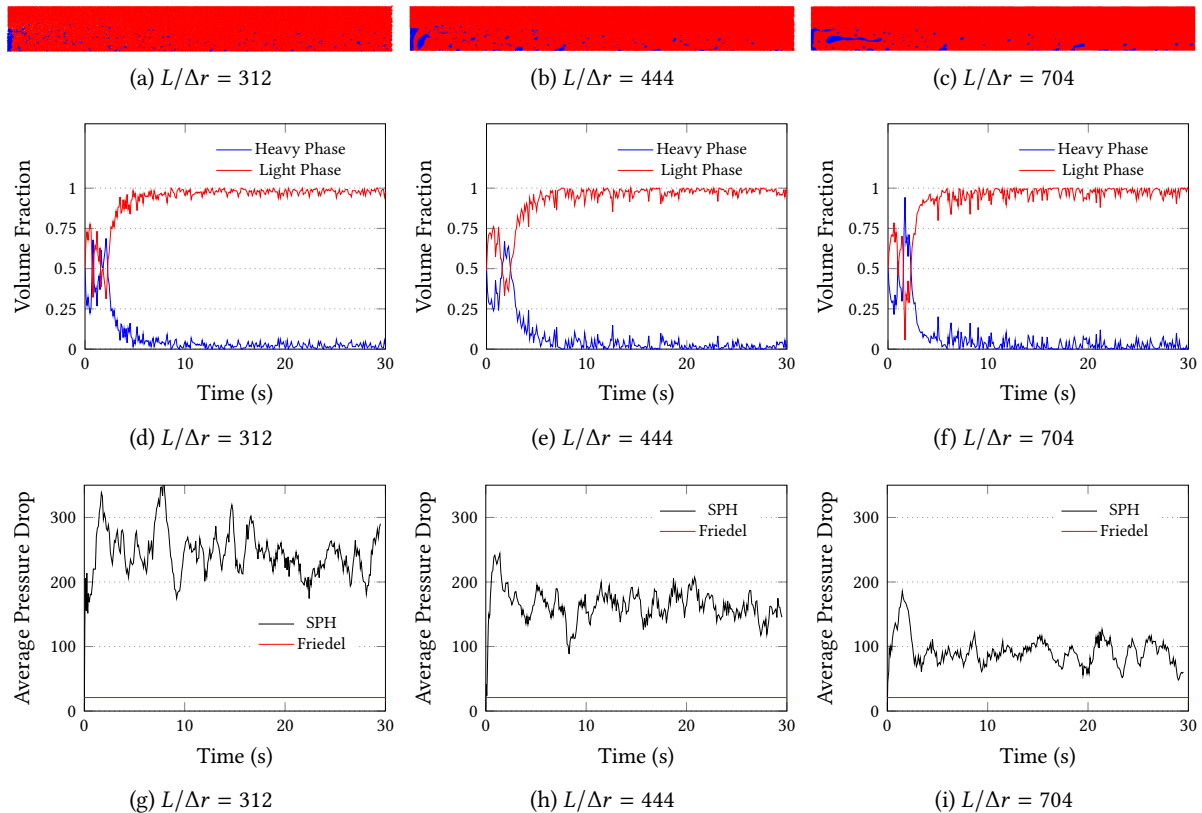 (a) L/Δr = 312
(b) L/Δr = 444
(c) L/Δr = 704
Volume Fraction
1
0.75
0.5
0.25
0
0 10 20 30
Heavy Phase
Light Phase
Time (s)
(d) L/Δr = 312
Volume Fraction
1
0.75
0.5
0.25
0
0 10 20 30
Heavy Phase
Light Phase
Time (s)
(e) L/Δr = 444
Volume Fraction
1
0.75
0.5
0.25
0
0 10 20 30
Heavy Phase
Light Phase
Time (s)
(f) L/Δr = 704
Average Pressure Drop
300
200
100
0
0 10 20 30
SPH
Friedel
Time (s)
(g) L/Δr = 312
Average Pressure Drop
300
200
100
0
0 10 20 30
SPH
Friedel
Time (s)
(h) L/Δr = 444
Average Pressure Drop
300
200
100
0
0 10 20 30
SPH
Friedel
Time (s)
(i) L/Δr = 704